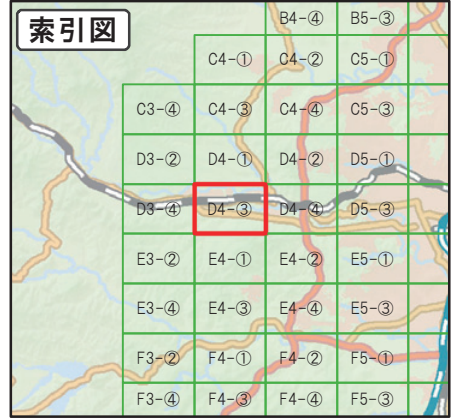 索引図
B4-④ B5-③
C4-① C4-② C5-①
C3-④ C4-③ C4-④ C5-③
D3-② D4-① D4-② D5-①
D3-④ D4-③ D4-④ D5-③
E3-② E4-① E4-② E5-①
E3-④ E4-③ E4-④ E5-③
F3-② F4-① F4-② F5-①
F3-④ F4-③ F4-④ F5-③